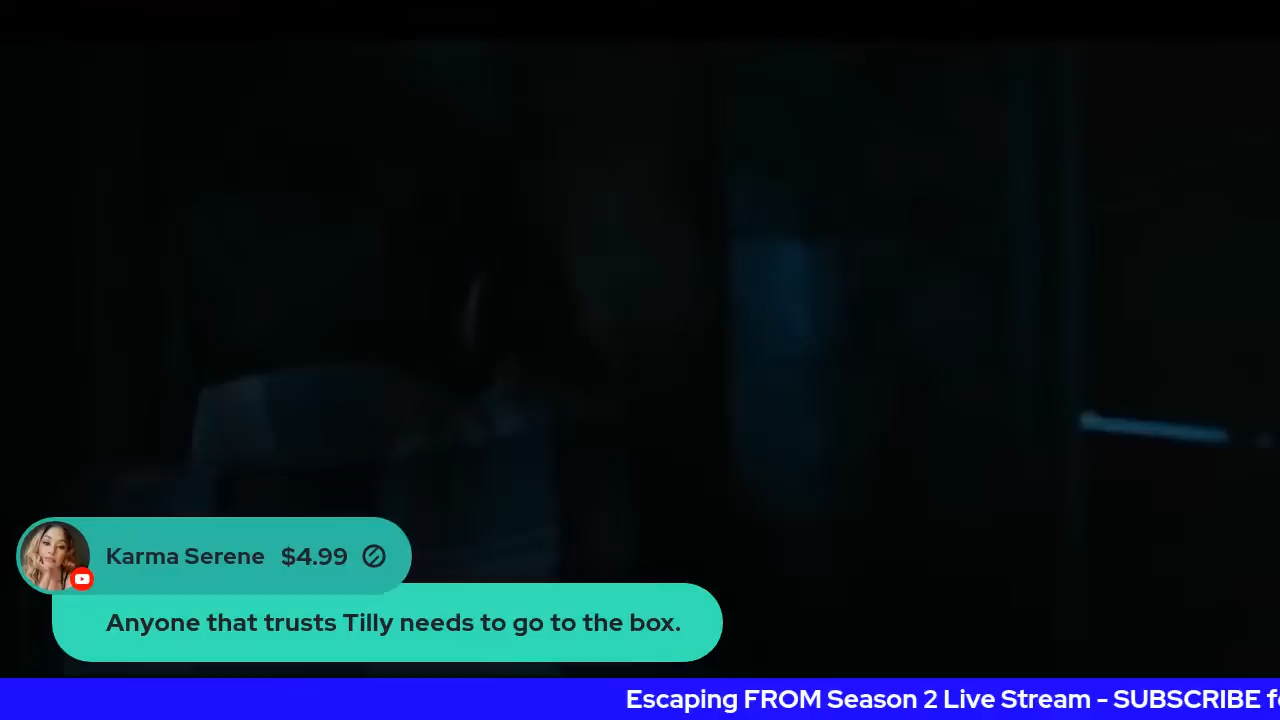 Karma Serene $4.99
Anyone that trusts Tilly needs to go to the box.
Escaping FROM Season 2 Live Stream - SUBSCRIBE f